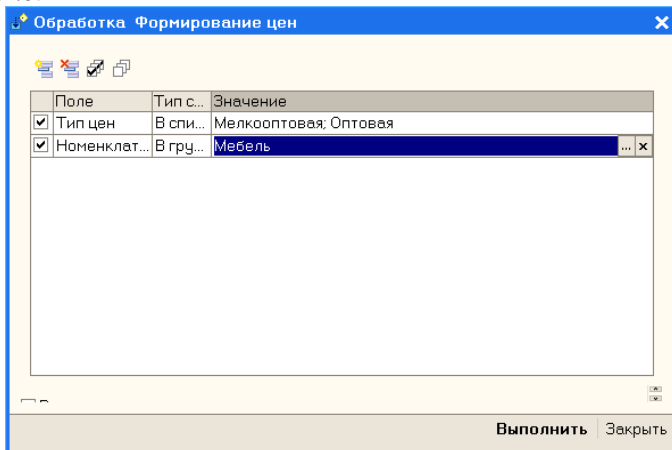 Обработка Формирование цен
Поле Тип с... Значение
Тип цен В спи... Мелкооптовая; Оптовая
Номенклат... В гру... Мебель ... x
Выполнить Закрыть